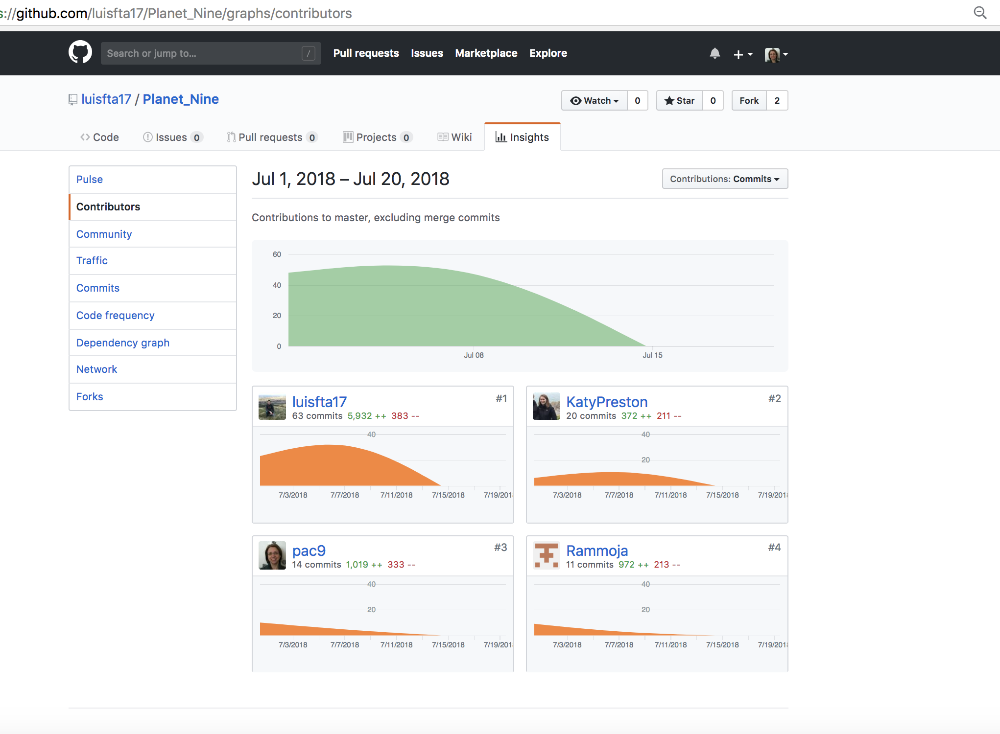 s://github.com/luisfta17/Planet_Nine/graphs/contributors
Search or jump to... /
Pull requests Issues Marketplace Explore
luisfta17 / Planet_Nine
Watch 0 Star 0 Fork 2
Code Issues 0 Pull requests 0 Projects 0 Wiki Insights
Pulse
Contributors
Community
Traffic
Commits
Code frequency
Dependency graph
Network
Forks
Jul 1, 2018 – Jul 20, 2018
Contributions: Commits
Contributions to master, excluding merge commits
60
40
20
0
Jul 08 Jul 15
luisfta17 #1
63 commits 5,932 ++ 383 --
40
7/3/2018 7/7/2018 7/11/2018 7/15/2018 7/19/2018
KatyPreston #2
20 commits 372 ++ 211 --
40
20
7/3/2018 7/7/2018 7/11/2018 7/15/2018 7/19/2018
pac9 #3
14 commits 1,019 ++ 333 --
40
20
7/3/2018 7/7/2018 7/11/2018 7/15/2018 7/19/2018
Rammoja #4
11 commits 972 ++ 213 --
40
20
7/3/2018 7/7/2018 7/11/2018 7/15/2018 7/19/2018